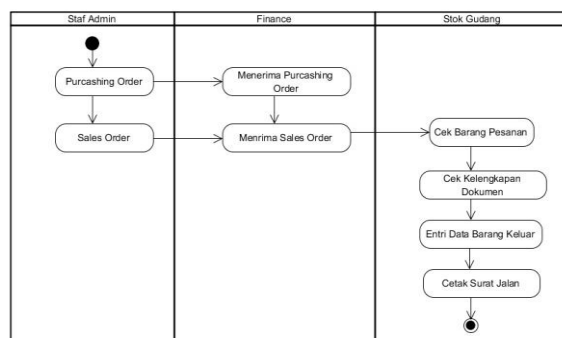 Staf Admin
Finance
Stok Gudang
Purcashing Order
Menerima Purcashing
Order
Sales Order
Menrima Sales Order
Cek Barang Pesanan
Cek Kelengkapan
Dokumen
Entri Data Barang Keluar
Cetak Surat Jalan